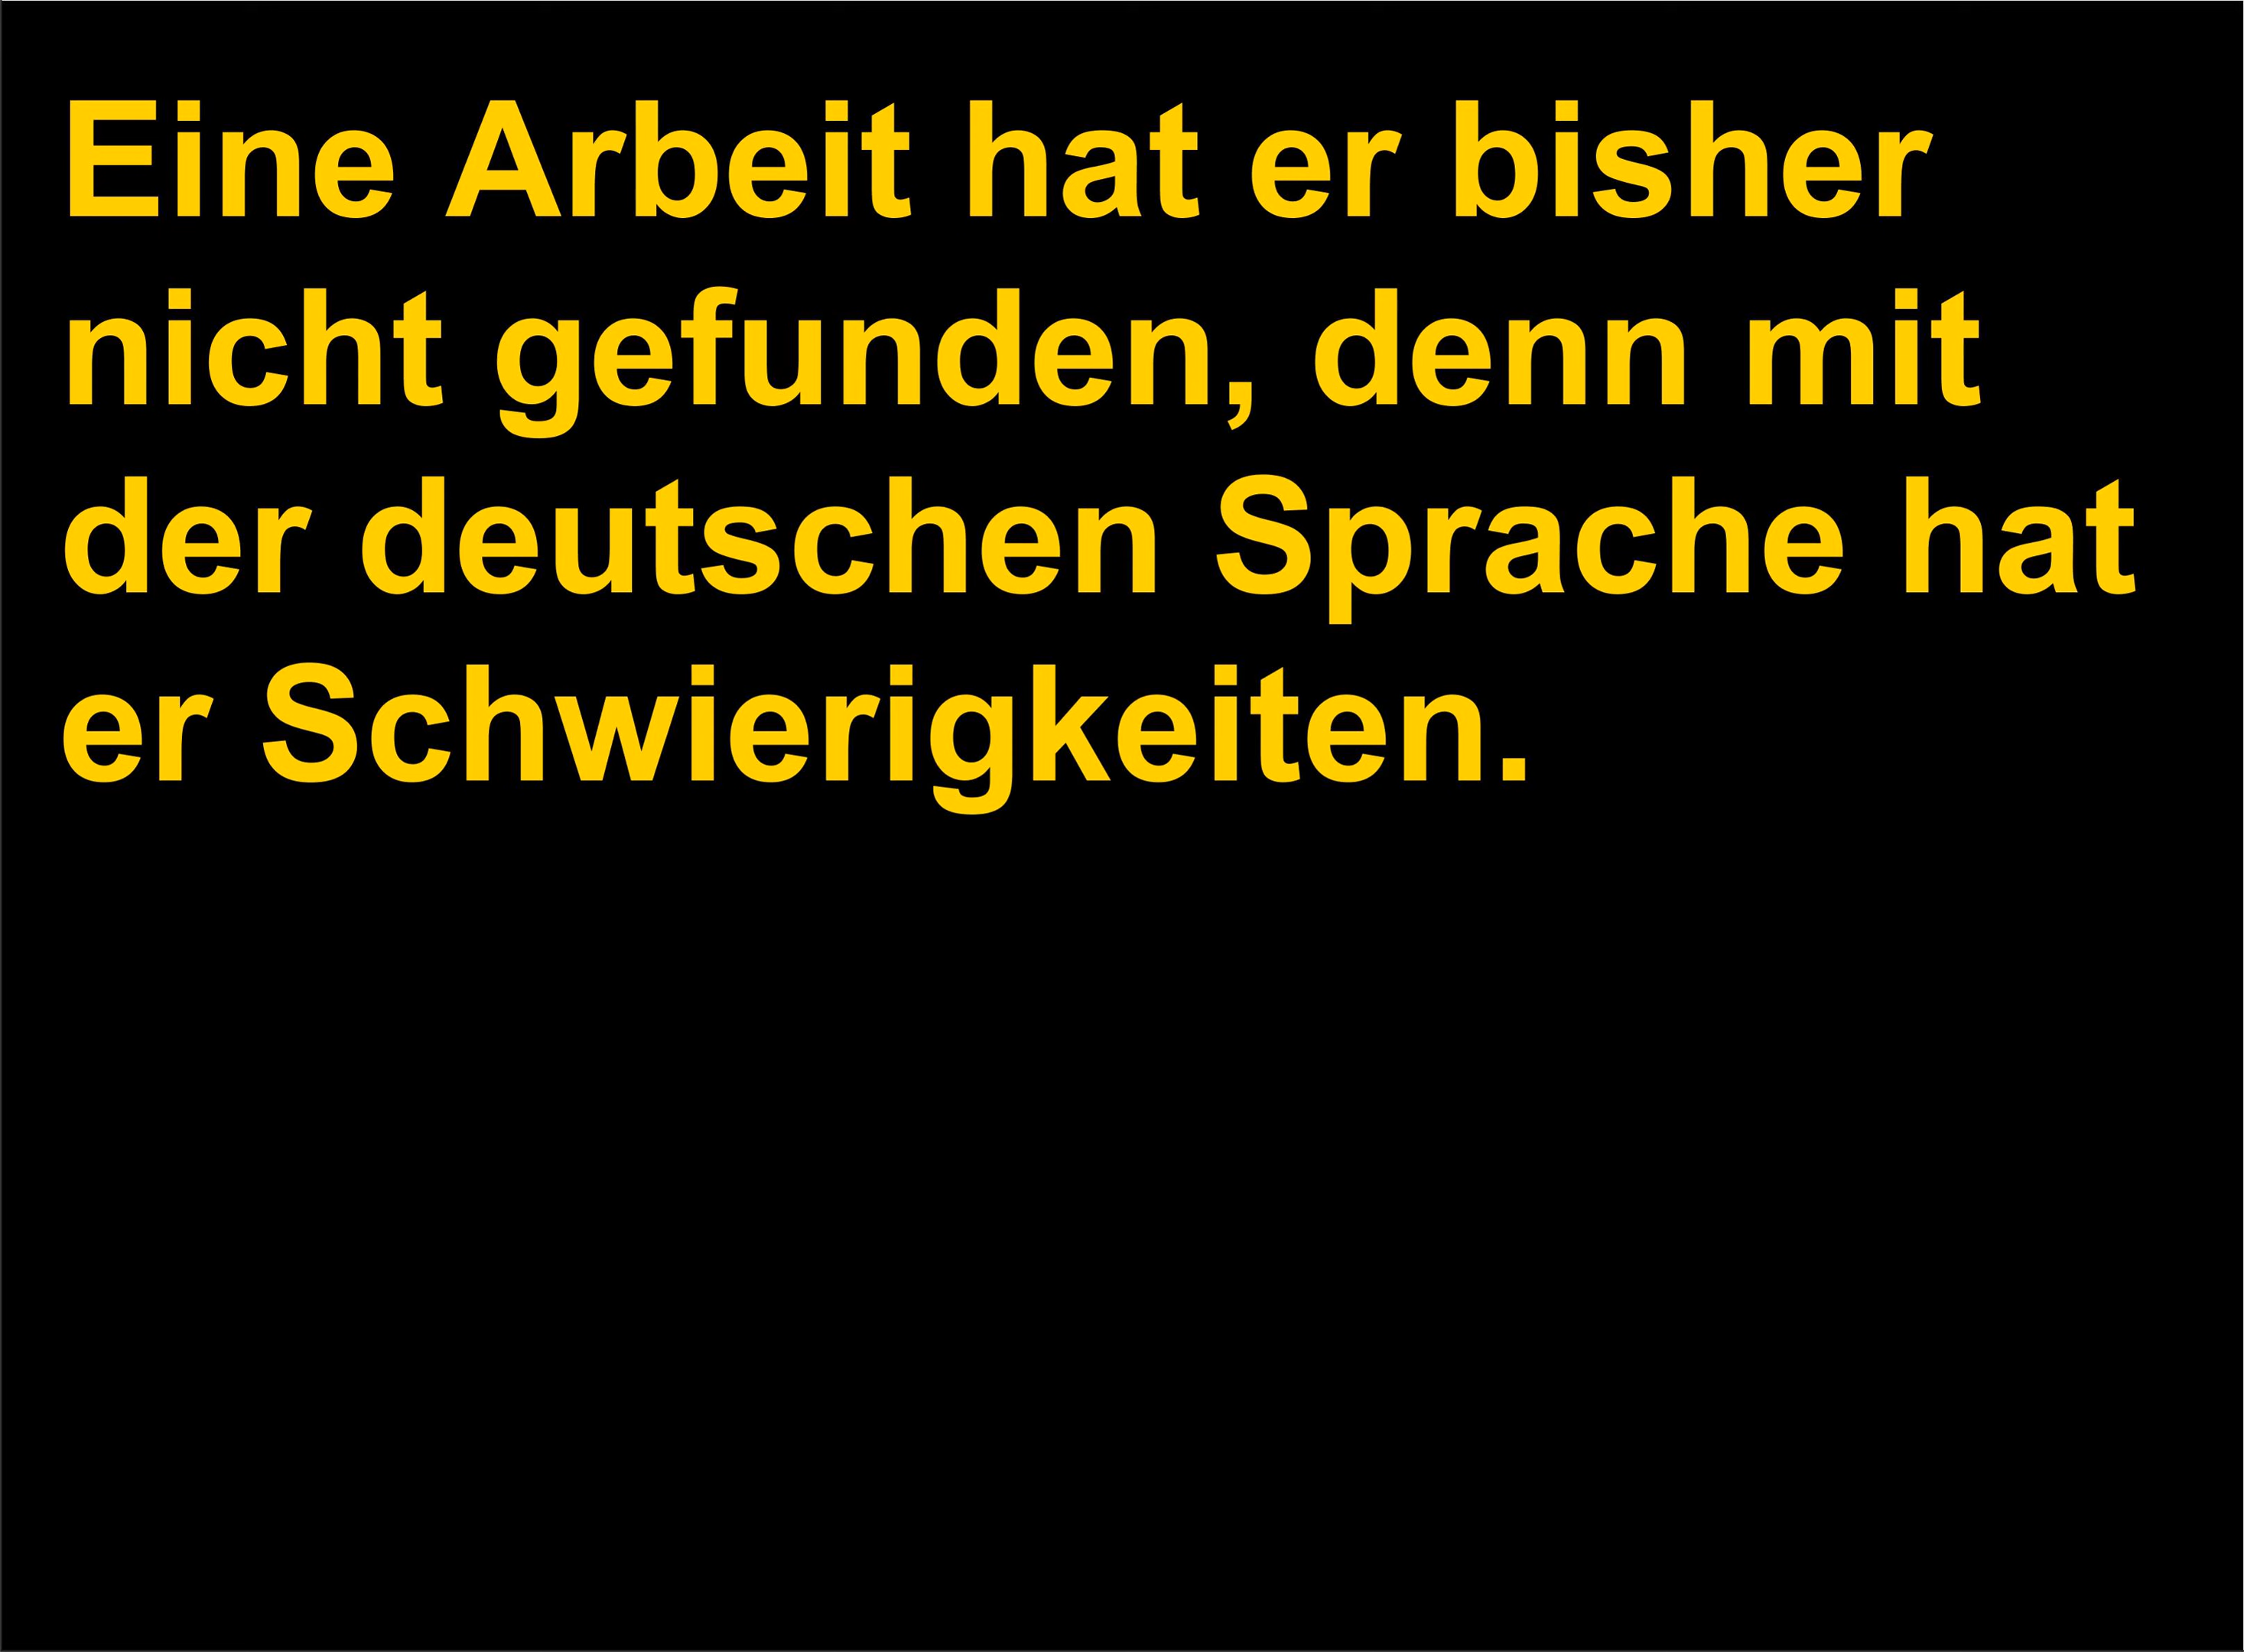 Eine Arbeit hat er bisher
nicht gefunden, denn mit
der deutschen Sprache hat
er Schwierigkeiten.